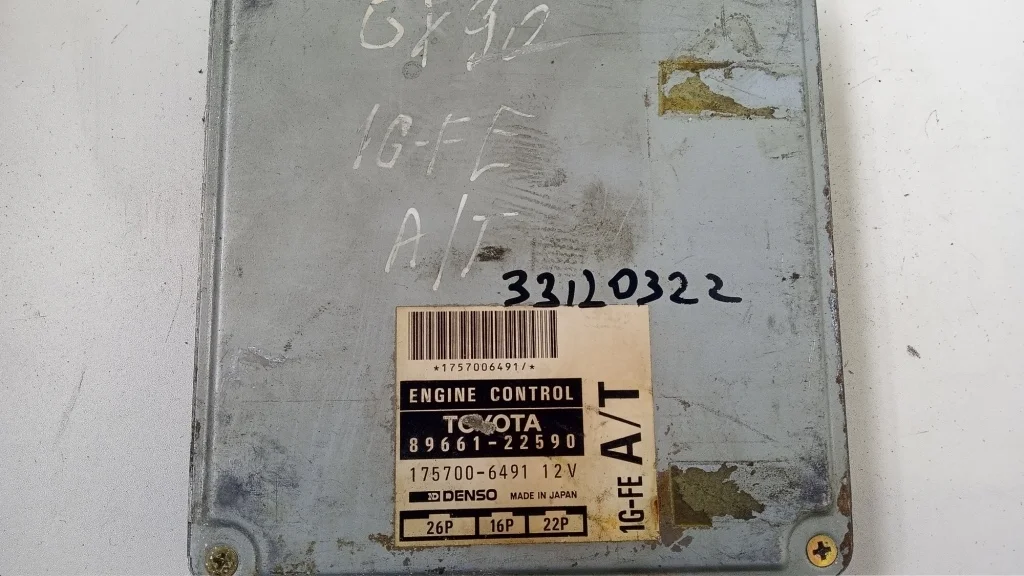 GX90
1G-FE
A/T
33120322
*1757006491/*
ENGINE CONTROL
TOYOTA
89661-22590
175700-6491 12V
DENSO MADE IN JAPAN
26P 16P 22P
1G-FE A/T